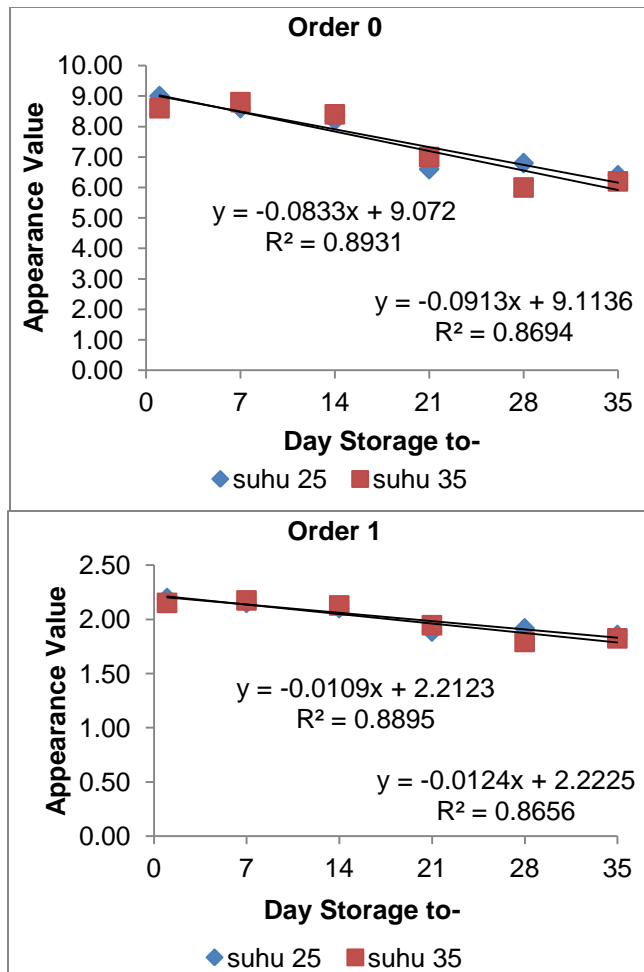 Order 0
10.00
9.00
8.00
7.00
6.00
5.00
4.00
3.00
2.00
1.00
0.00
Appearance Value
y = -0.0833x + 9.072
R² = 0.8931
y = -0.0913x + 9.1136
R² = 0.8694
0 7 14 21 28 35
Day Storage to-
suhu 25 suhu 35
Order 1
2.50
2.00
1.50
1.00
0.50
0.00
Appearance Value
y = -0.0109x + 2.2123
R² = 0.8895
y = -0.0124x + 2.2225
R² = 0.8656
0 7 14 21 28 35
Day Storage to-
suhu 25 suhu 35